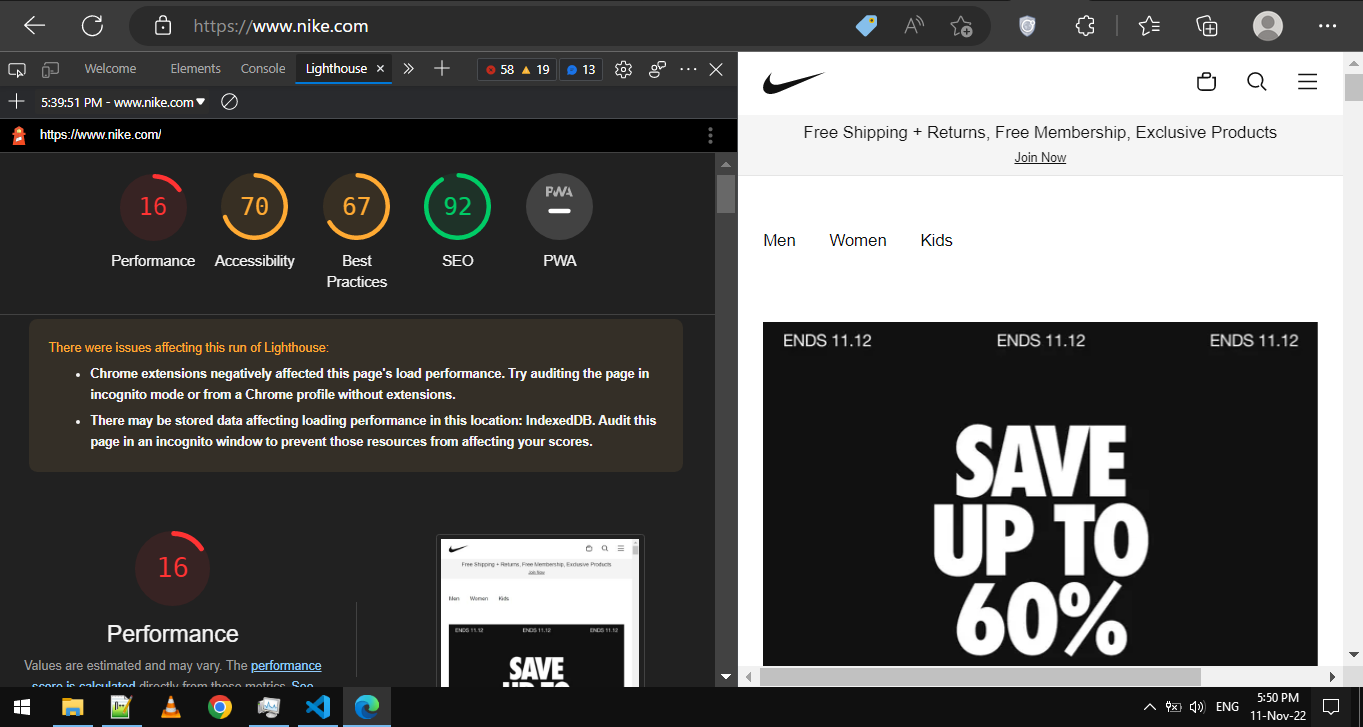 https://www.nike.com
Welcome
Elements
Console
Lighthouse
58
19
13
5:39:51 PM - www.nike.com
https://www.nike.com/
16
70
67
92
PWA
Performance
Accessibility
Best
Practices
SEO
PWA
There were issues affecting this run of Lighthouse:
Chrome extensions negatively affected this page's load performance. Try auditing the page in
incognito mode or from a Chrome profile without extensions.
There may be stored data affecting loading performance in this location: IndexedDB. Audit this
page in an incognito window to prevent those resources from affecting your scores.
16
Performance
Values are estimated and may vary. The performance
score is calculated directly from these metrics. See
Free Shipping + Returns, Free Membership, Exclusive Products
Join Now
Men Women Kids
ENDS 11.12 ENDS 11.12 ENDS 11.12
SAVE
UP TO
Free Shipping + Returns, Free Membership, Exclusive Products
Join Now
Men Women Kids
ENDS 11.12 ENDS 11.12 ENDS 11.12
SAVE
UP TO
60%
ENG
5:50 PM
11-Nov-22